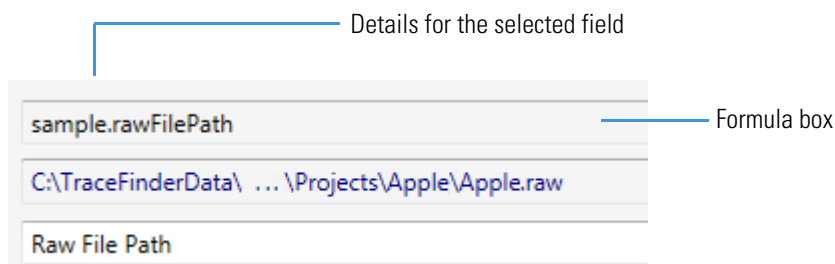 Details for the selected field
sample.rawFilePath
Formula box
C:\TraceFinderData\ ... \Projects\Apple\Apple.raw
Raw File Path